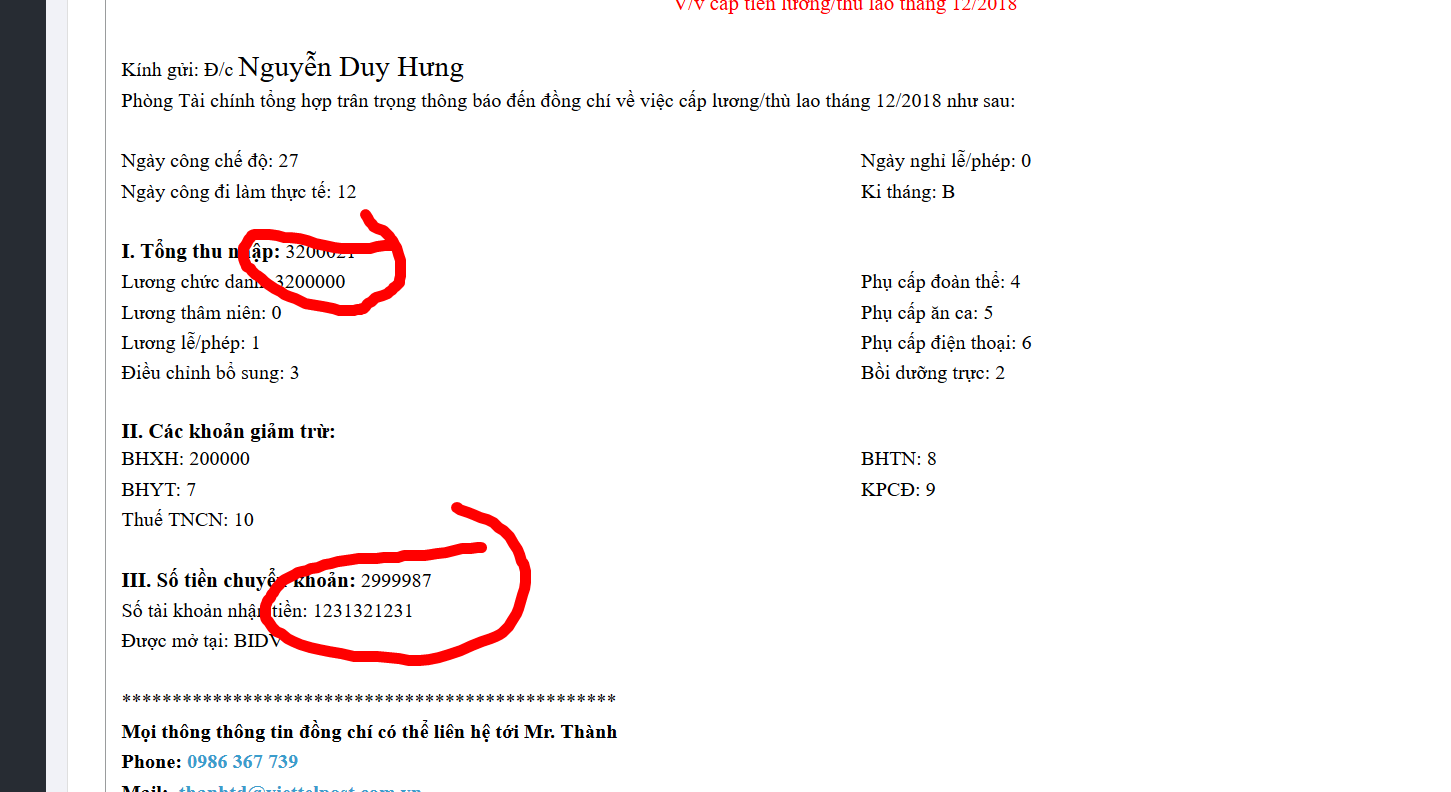 V/v cấp tiền lương/thù lao tháng 12/2018
Kính gửi: Đ/c Nguyễn Duy Hưng
Phòng Tài chính tổng hợp trân trọng thông báo đến đồng chí về việc cấp lương/thù lao tháng 12/2018 như sau:
Ngày công chế độ: 27
Ngày nghỉ lễ/phép: 0
Ngày công đi làm thực tế: 12
Kì tháng: B
I. Tổng thu nhập: 3200021
Lương chức danh: 3200000
Phụ cấp đoàn thể: 4
Lương thâm niên: 0
Phụ cấp ăn ca: 5
Lương lễ/phép: 1
Phụ cấp điện thoại: 6
Điều chỉnh bổ sung: 3
Bồi dưỡng trực: 2
II. Các khoản giảm trừ:
BHXH: 200000
BHTN: 8
BHYT: 7
KPCĐ: 9
Thuế TNCN: 10
III. Số tiền chuyển khoản: 2999987
Số tài khoản nhận tiền: 1231321231
Được mở tại: BIDV
*************************************************
Mọi thông thông tin đồng chí có thể liên hệ tới Mr. Thành
Phone: 0986 367 739
Mail: thanhtd@viettelpost.com.vn